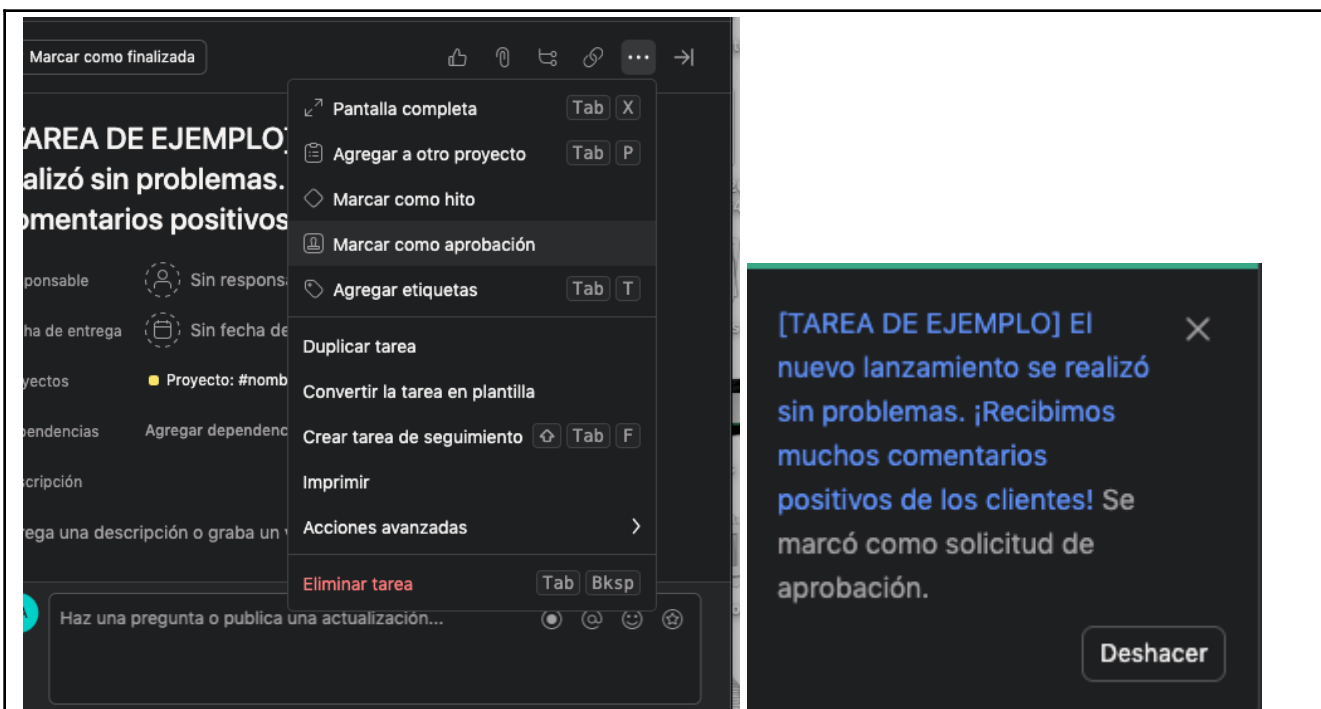 Marcar como finalizada
AREA DE EJEMPLO]
alizó sin problemas.
omentarios positivos
ponsable
Sin respons
ha de entrega
Sin fecha de
yectos
Proyecto: #nomb
endencias
Agregar dependenc
cripción
ega una descripción o graba un v
Haz una pregunta o publica una actualización...
Pantalla completa Tab X
Agregar a otro proyecto Tab P
Marcar como hito
Marcar como aprobación
Agregar etiquetas Tab T
Duplicar tarea
Convertir la tarea en plantilla
Crear tarea de seguimiento Tab F
Imprimir
Acciones avanzadas
Eliminar tarea Tab Bksp
[TAREA DE EJEMPLO] El
nuevo lanzamiento se realizó
sin problemas. ¡Recibimos
muchos comentarios
positivos de los clientes! Se
marcó como solicitud de
aprobación.
Deshacer